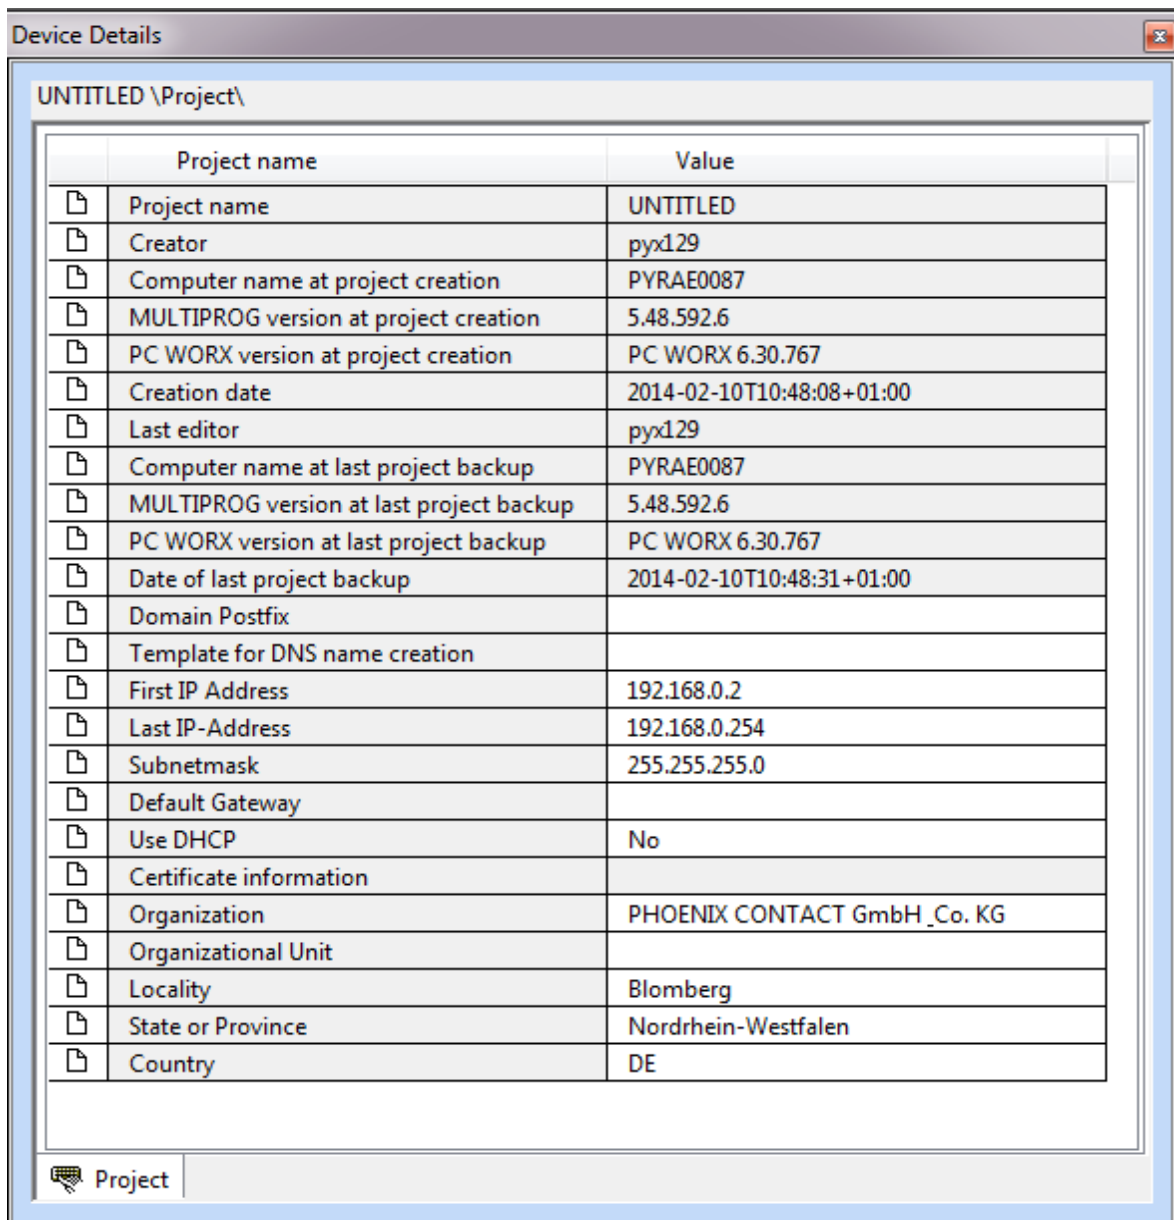 Device Details
UNTITLED \Project\
Project name Value
Project name UNTITLED
Creator pyx129
Computer name at project creation PYRAE0087
MULTIPROG version at project creation 5.48.592.6
PC WORX version at project creation PC WORX 6.30.767
Creation date 2014-02-10T10:48:08+01:00
Last editor pyx129
Computer name at last project backup PYRAE0087
MULTIPROG version at last project backup 5.48.592.6
PC WORX version at last project backup PC WORX 6.30.767
Date of last project backup 2014-02-10T10:48:31+01:00
Domain Postfix
Template for DNS name creation
First IP Address 192.168.0.2
Last IP-Address 192.168.0.254
Subnetmask 255.255.255.0
Default Gateway
Use DHCP No
Certificate information
Organization PHOENIX CONTACT GmbH _Co. KG
Organizational Unit
Locality Blomberg
State or Province Nordrhein-Westfalen
Country DE
Project